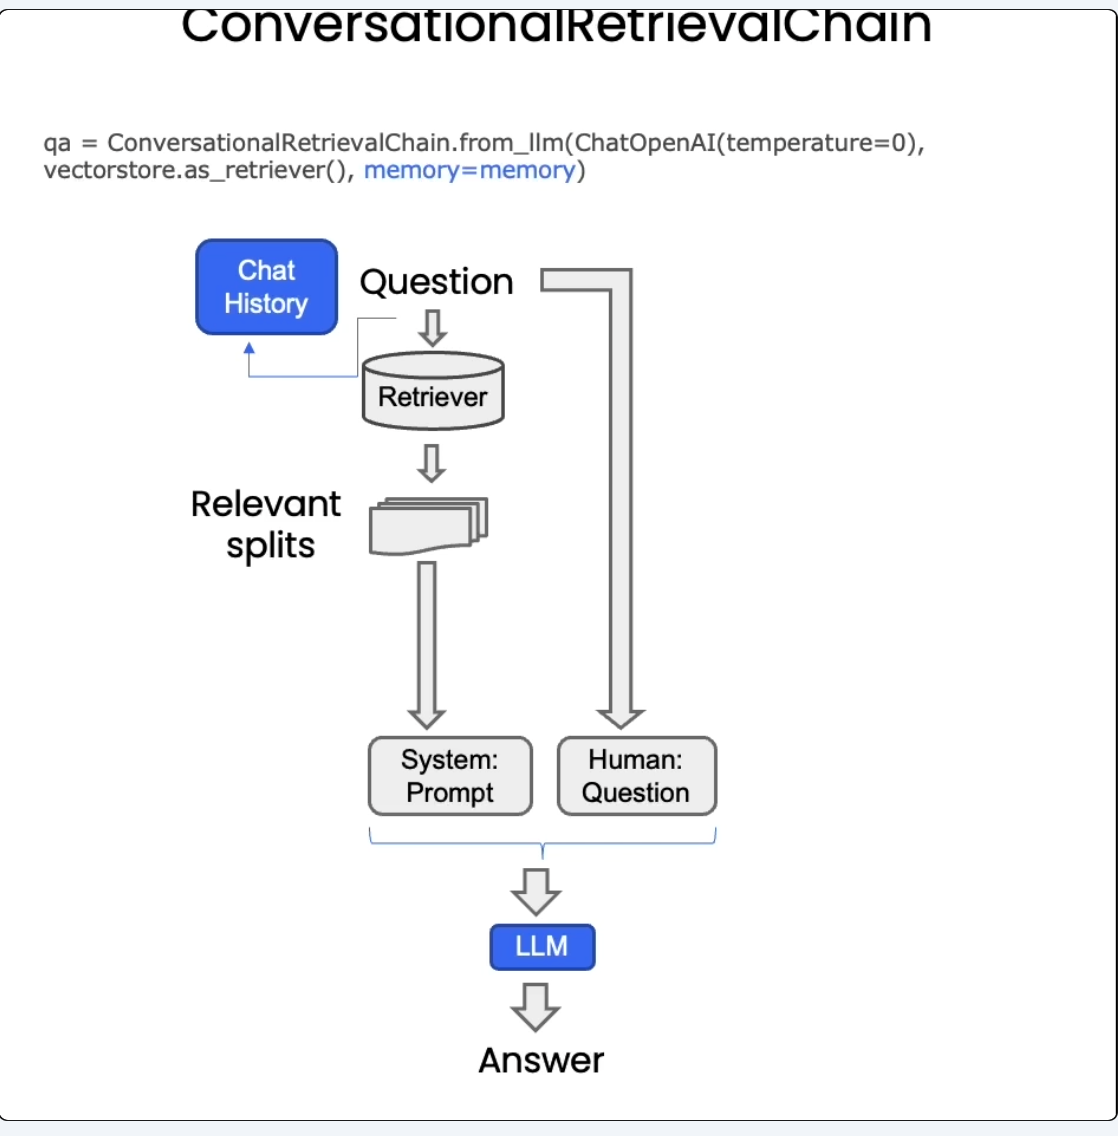 ConversationalRetrievalChain
qa = ConversationalRetrievalChain.from_llm(ChatOpenAI(temperature=0),
vectorstore.as_retriever(), memory=memory)
Chat
History
Question
Retriever
Relevant
splits
System:
Prompt
Human:
Question
LLM
Answer